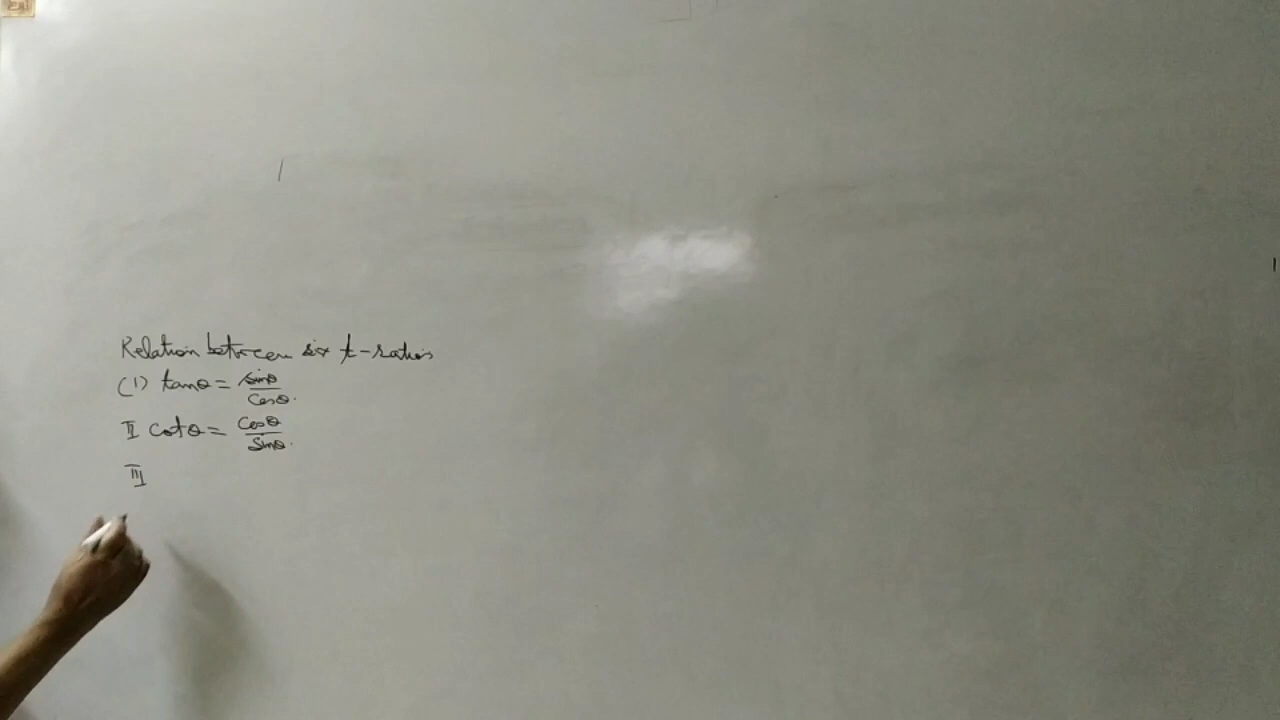 Relation between six t-ratios
(1) tanθ = sinθ/cosθ.
II cotθ = cosθ/sinθ.
III